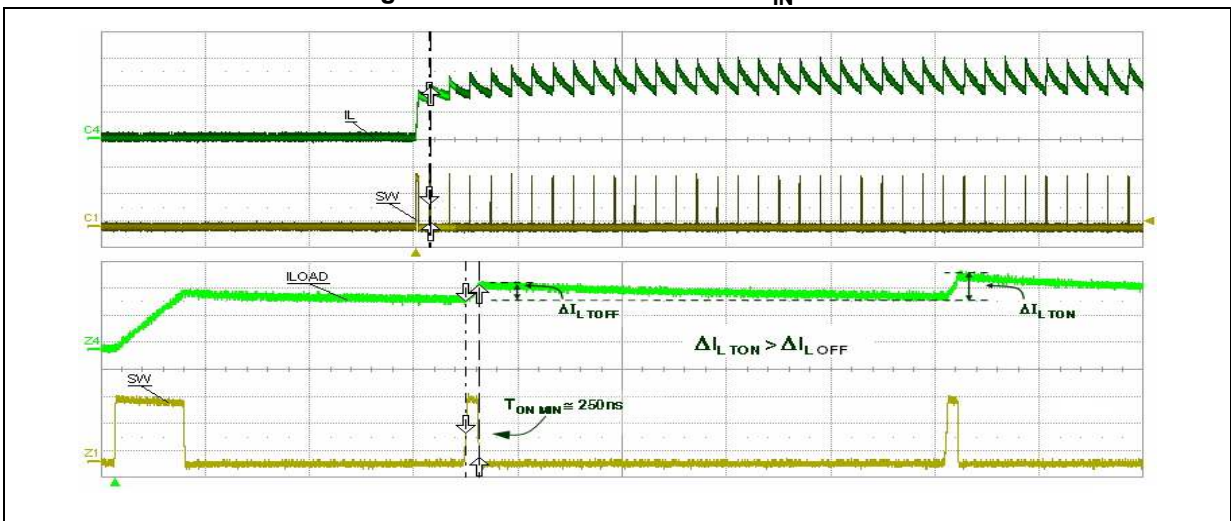 IN
C4
IL
SW
C1
ILOAD
ΔIL TOFF
ΔIL TON
Z4
ΔIL TON > ΔIL OFF
SW
TON MIN ≅ 250ns
Z1